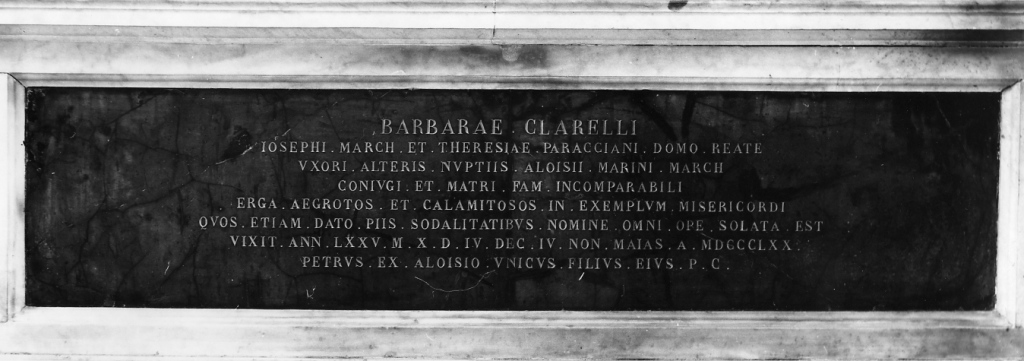 BARBARAE . CLARELLI
IOSEPHI . MARCH . ET . THERESIAE . PARACCIANI . DOMO . REATE
VXORI . ALTERIS . NVPTIIS . ALOISII . MARINI . MARCH
CONIVGI . ET . MATRI . FAM . INCOMPARABILI
ERGA . AEGROTOS . ET . CALAMITOSOS . IN . EXEMPLVM . MISERICORDI
QVOS . ETIAM . DATO . PIIS . SODALITATIBVS . NOMINE . OMNI . OPE . SOLATA . EST
VIXIT . ANN . LXXV . M . X . D . IV . DEC . IV . NON . MAIAS . A . MDCCCLXX .
PETRVS . EX . ALOISIO . VNICVS . FILIVS . EIVS . P . C .